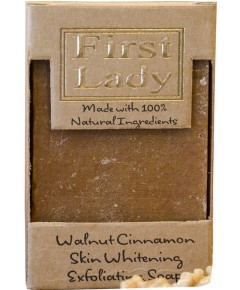 First
Lady
Made with 100%
Natural Ingredients
Walnut Cinnamon
Skin Whitening
Exfoliating Soap